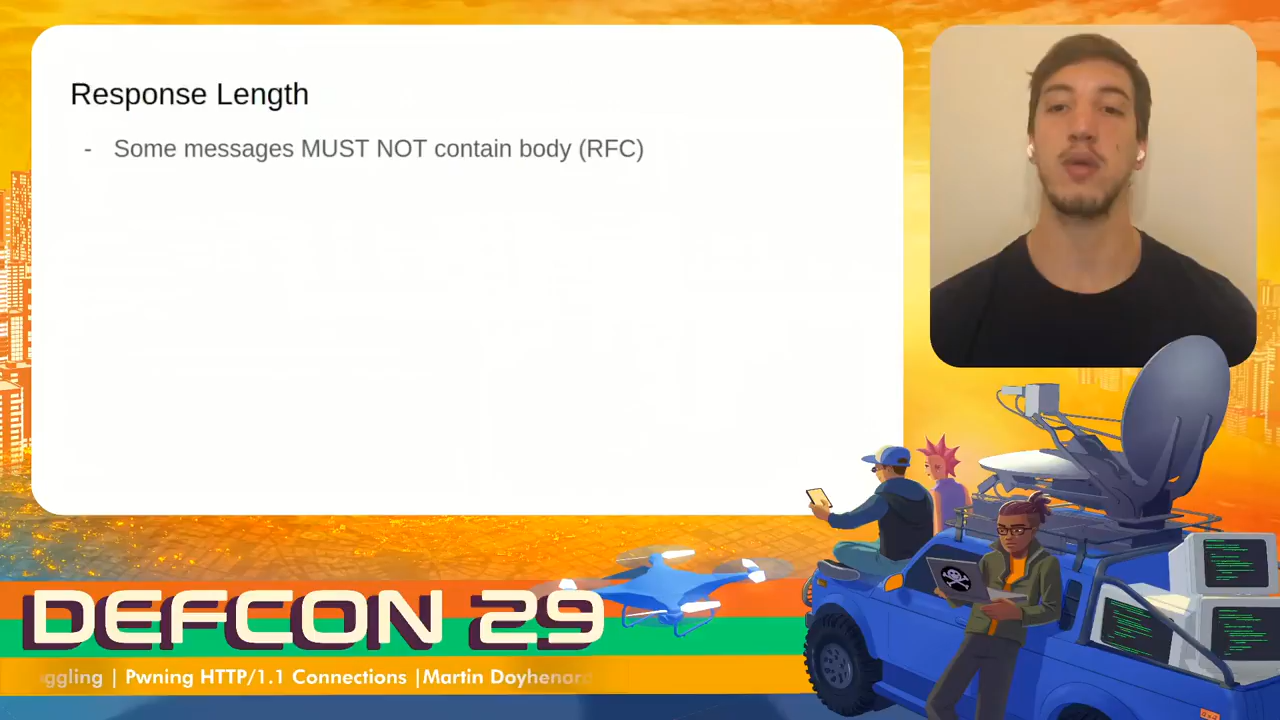 Response Length
- Some messages MUST NOT contain body (RFC)
DEFCON 29
ggling | Pwning HTTP/1.1 Connections |Martin Doyhenard